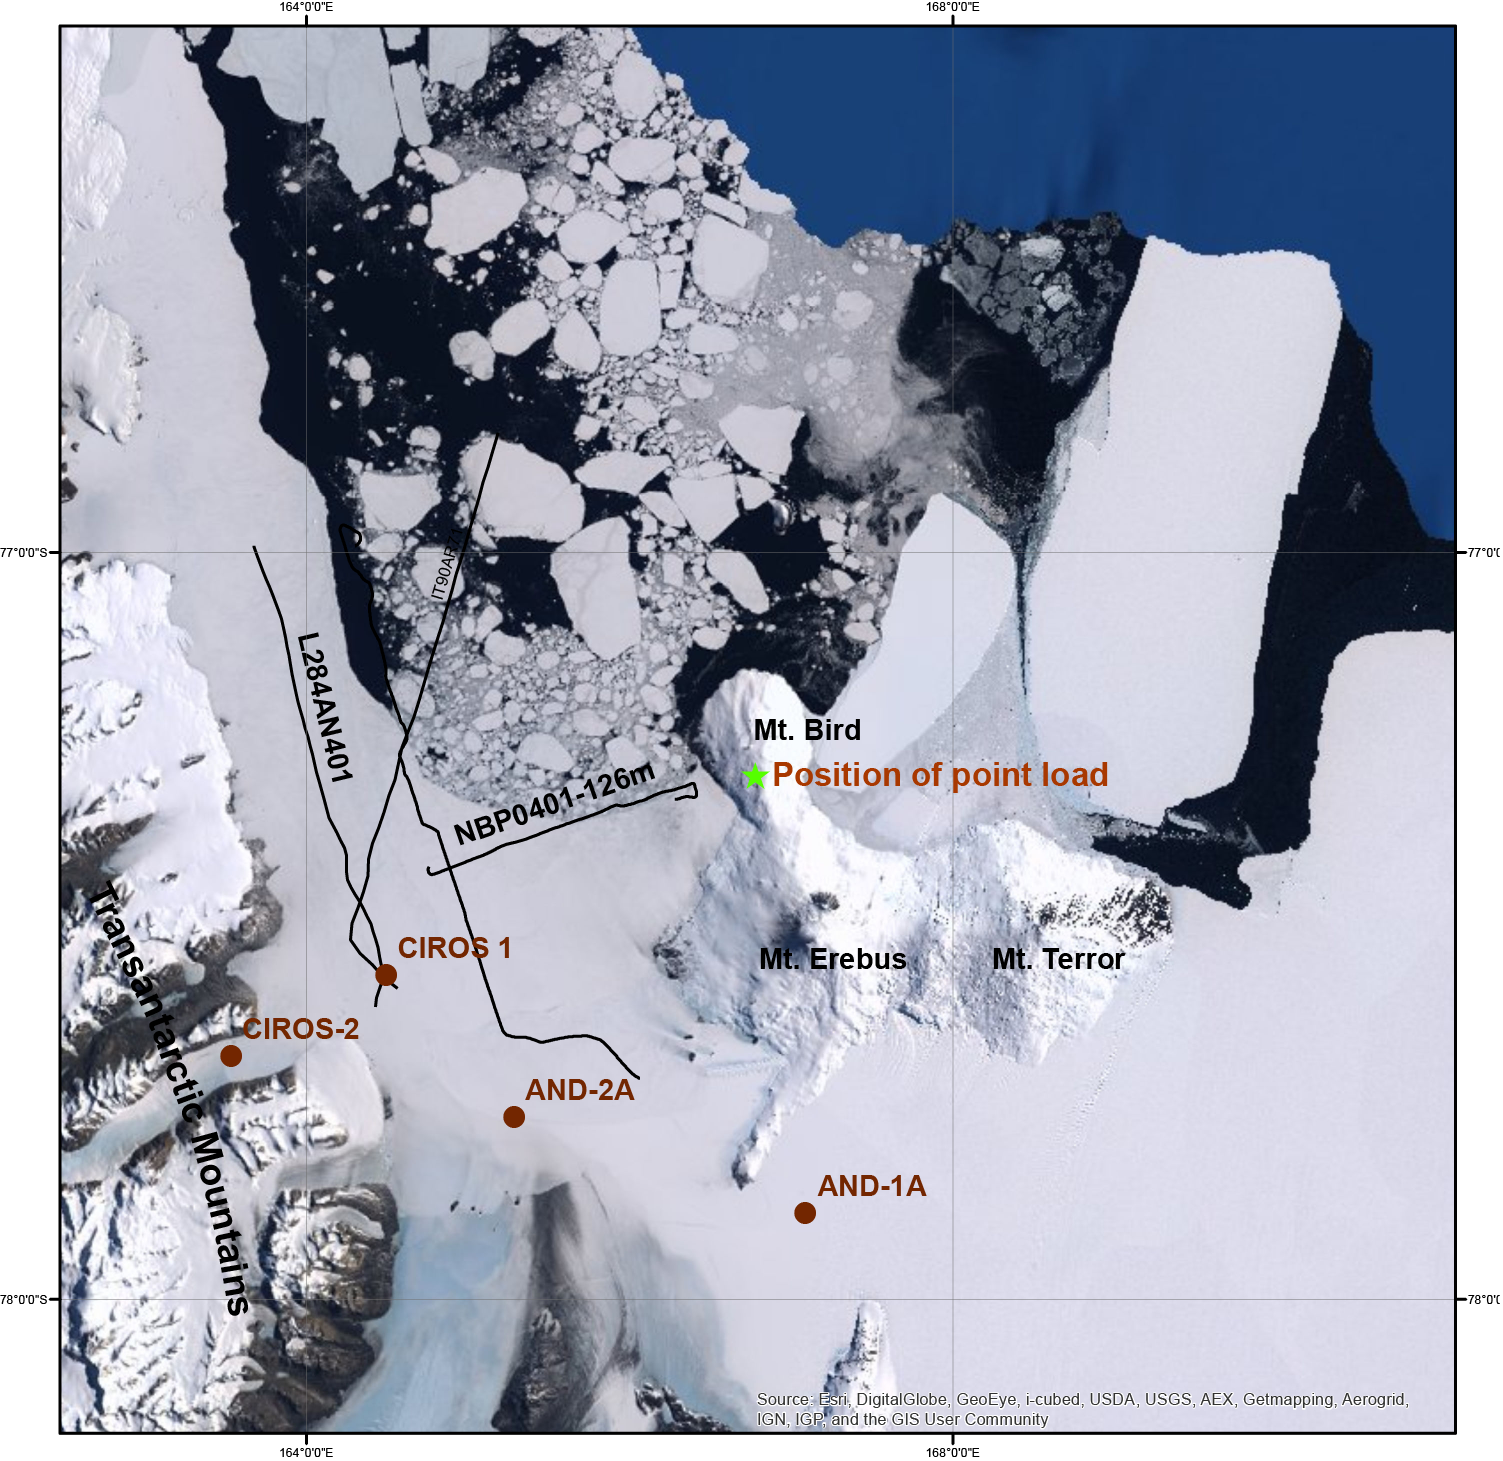 164°0'0"E 168°0'0"E
IT90AR71
77°0'0"S 77°0'0
L284AN401
Mt. Bird
Position of point load
NBP0401-126m
Transantarctic Mountains
CIROS 1
Mt. Erebus Mt. Terror
CIROS-2
AND-2A
AND-1A
78°0'0"S 78°0'0
Source: Esri, DigitalGlobe, GeoEye, i-cubed, USDA, USGS, AEX, Getmapping, Aerogrid,
IGN, IGP, and the GIS User Community
164°0'0"E 168°0'0"E